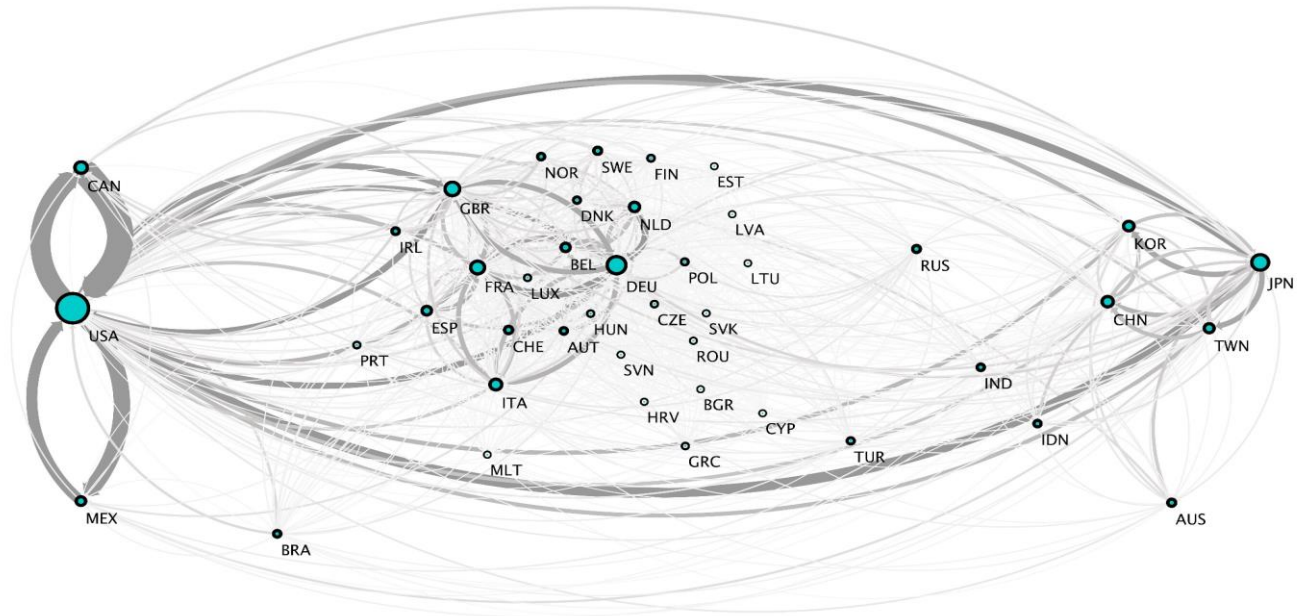 NOR
SWE
FIN
EST
CAN
GBR
DNK
NLD
LVA
IRL
BEL
KOR
RUS
FRA
LUX
DEU
POL
LTU
JPN
USA
ESP
HUN
CZE
SVK
CHN
TWN
PRT
CHE
AUT
SVN
ROU
IND
ITA
HRV
BGR
CYP
IDN
MLT
GRC
TUR
MEX
BRA
AUS